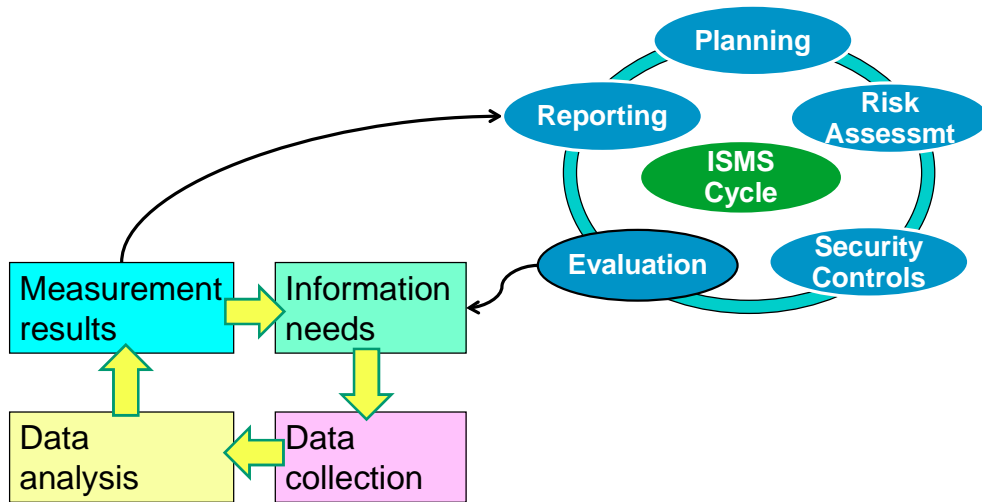 Planning
Reporting
Risk
Assessmt
ISMS
Cycle
Evaluation
Security
Controls
Measurement
results
Information
needs
Data
analysis
Data
collection